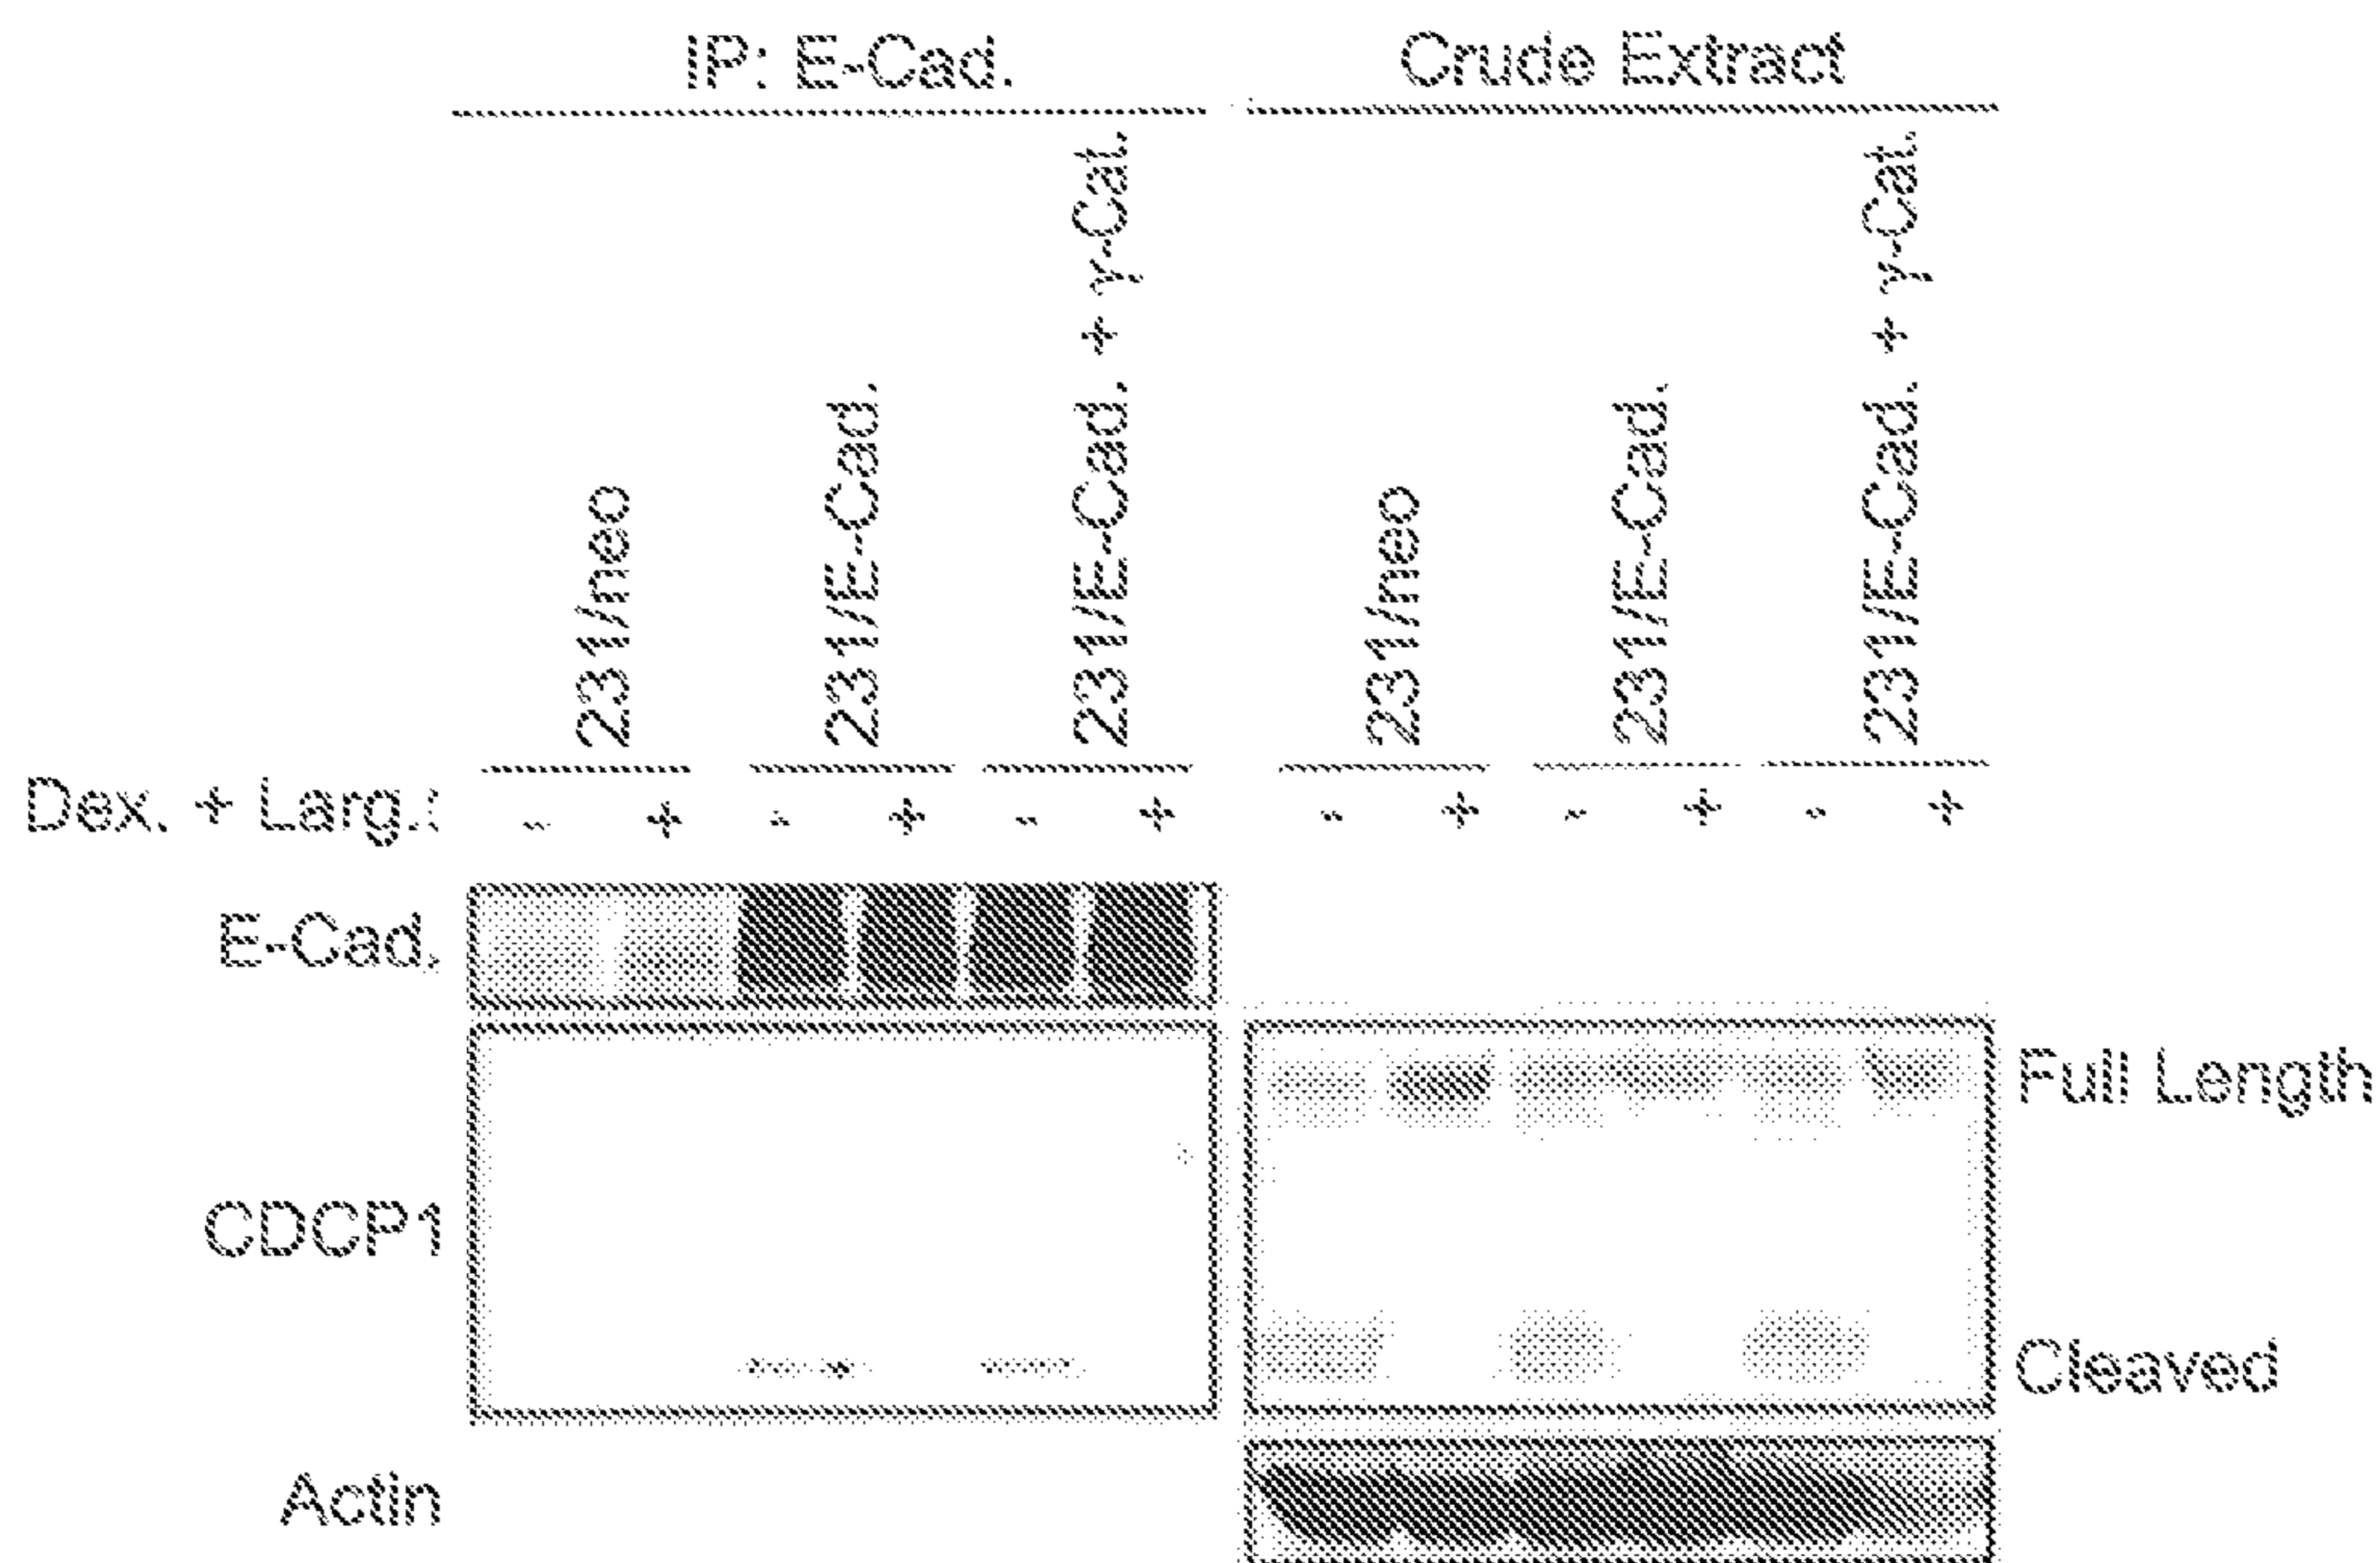 IP: E-Cad. Crude Extract
231/neo 231/E-Cad. 231/E-Cad. + γ-Cat. 231/neo 231/E-Cad. 231/E-Cad. + γ-Cat.
Dex. + Larg.: - + - + - + - + - + - +
E-Cad.
Full Length
CDCP1
Cleaved
Actin